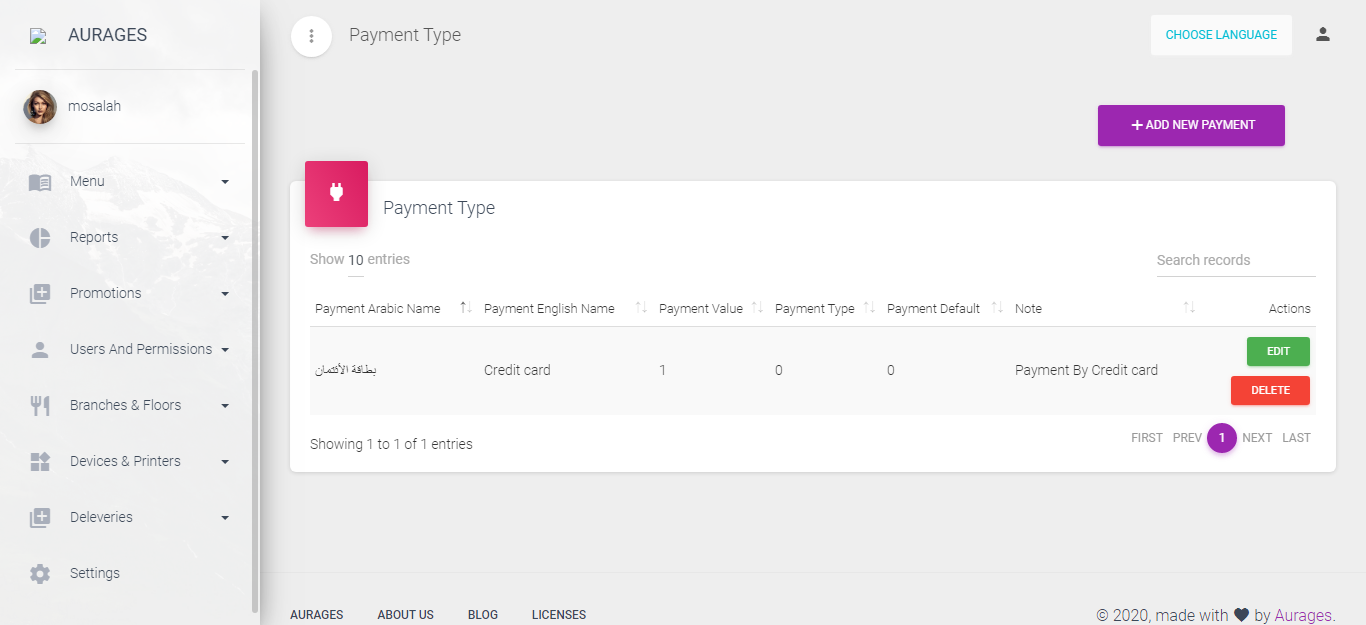 AURAGES
mosalah
Menu
Reports
Promotions
Users And Permissions
Branches & Floors
Devices & Printers
Deleveries
Settings
Payment Type
CHOOSE LANGUAGE
+ ADD NEW PAYMENT
Payment Type
Show 10 entries
Search records
Payment Arabic Name Payment English Name Payment Value Payment Type Payment Default Note Actions
بطاقة الأئتمان Credit card 1 0 0 Payment By Credit card
EDIT
DELETE
Showing 1 to 1 of 1 entries
FIRST PREV 1 NEXT LAST
AURAGES ABOUT US BLOG LICENSES
© 2020, made with ♥ by Aurages.